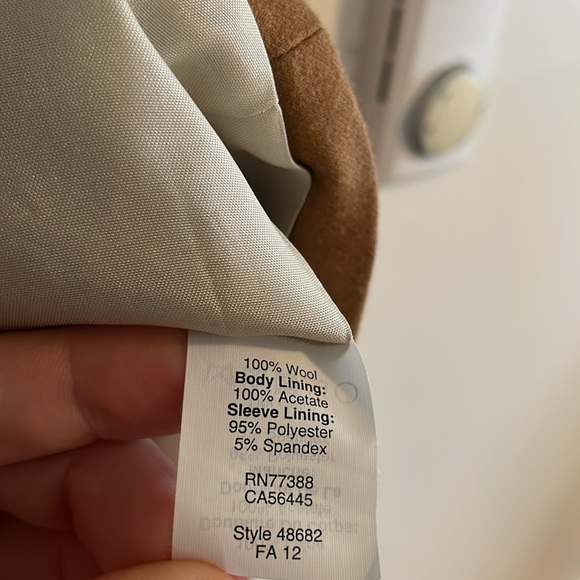 100% Wool
Body Lining:
100% Acetate
Sleeve Lining:
95% Polyester
5% Spandex
RN77388
CA56445
Style 48682
FA 12